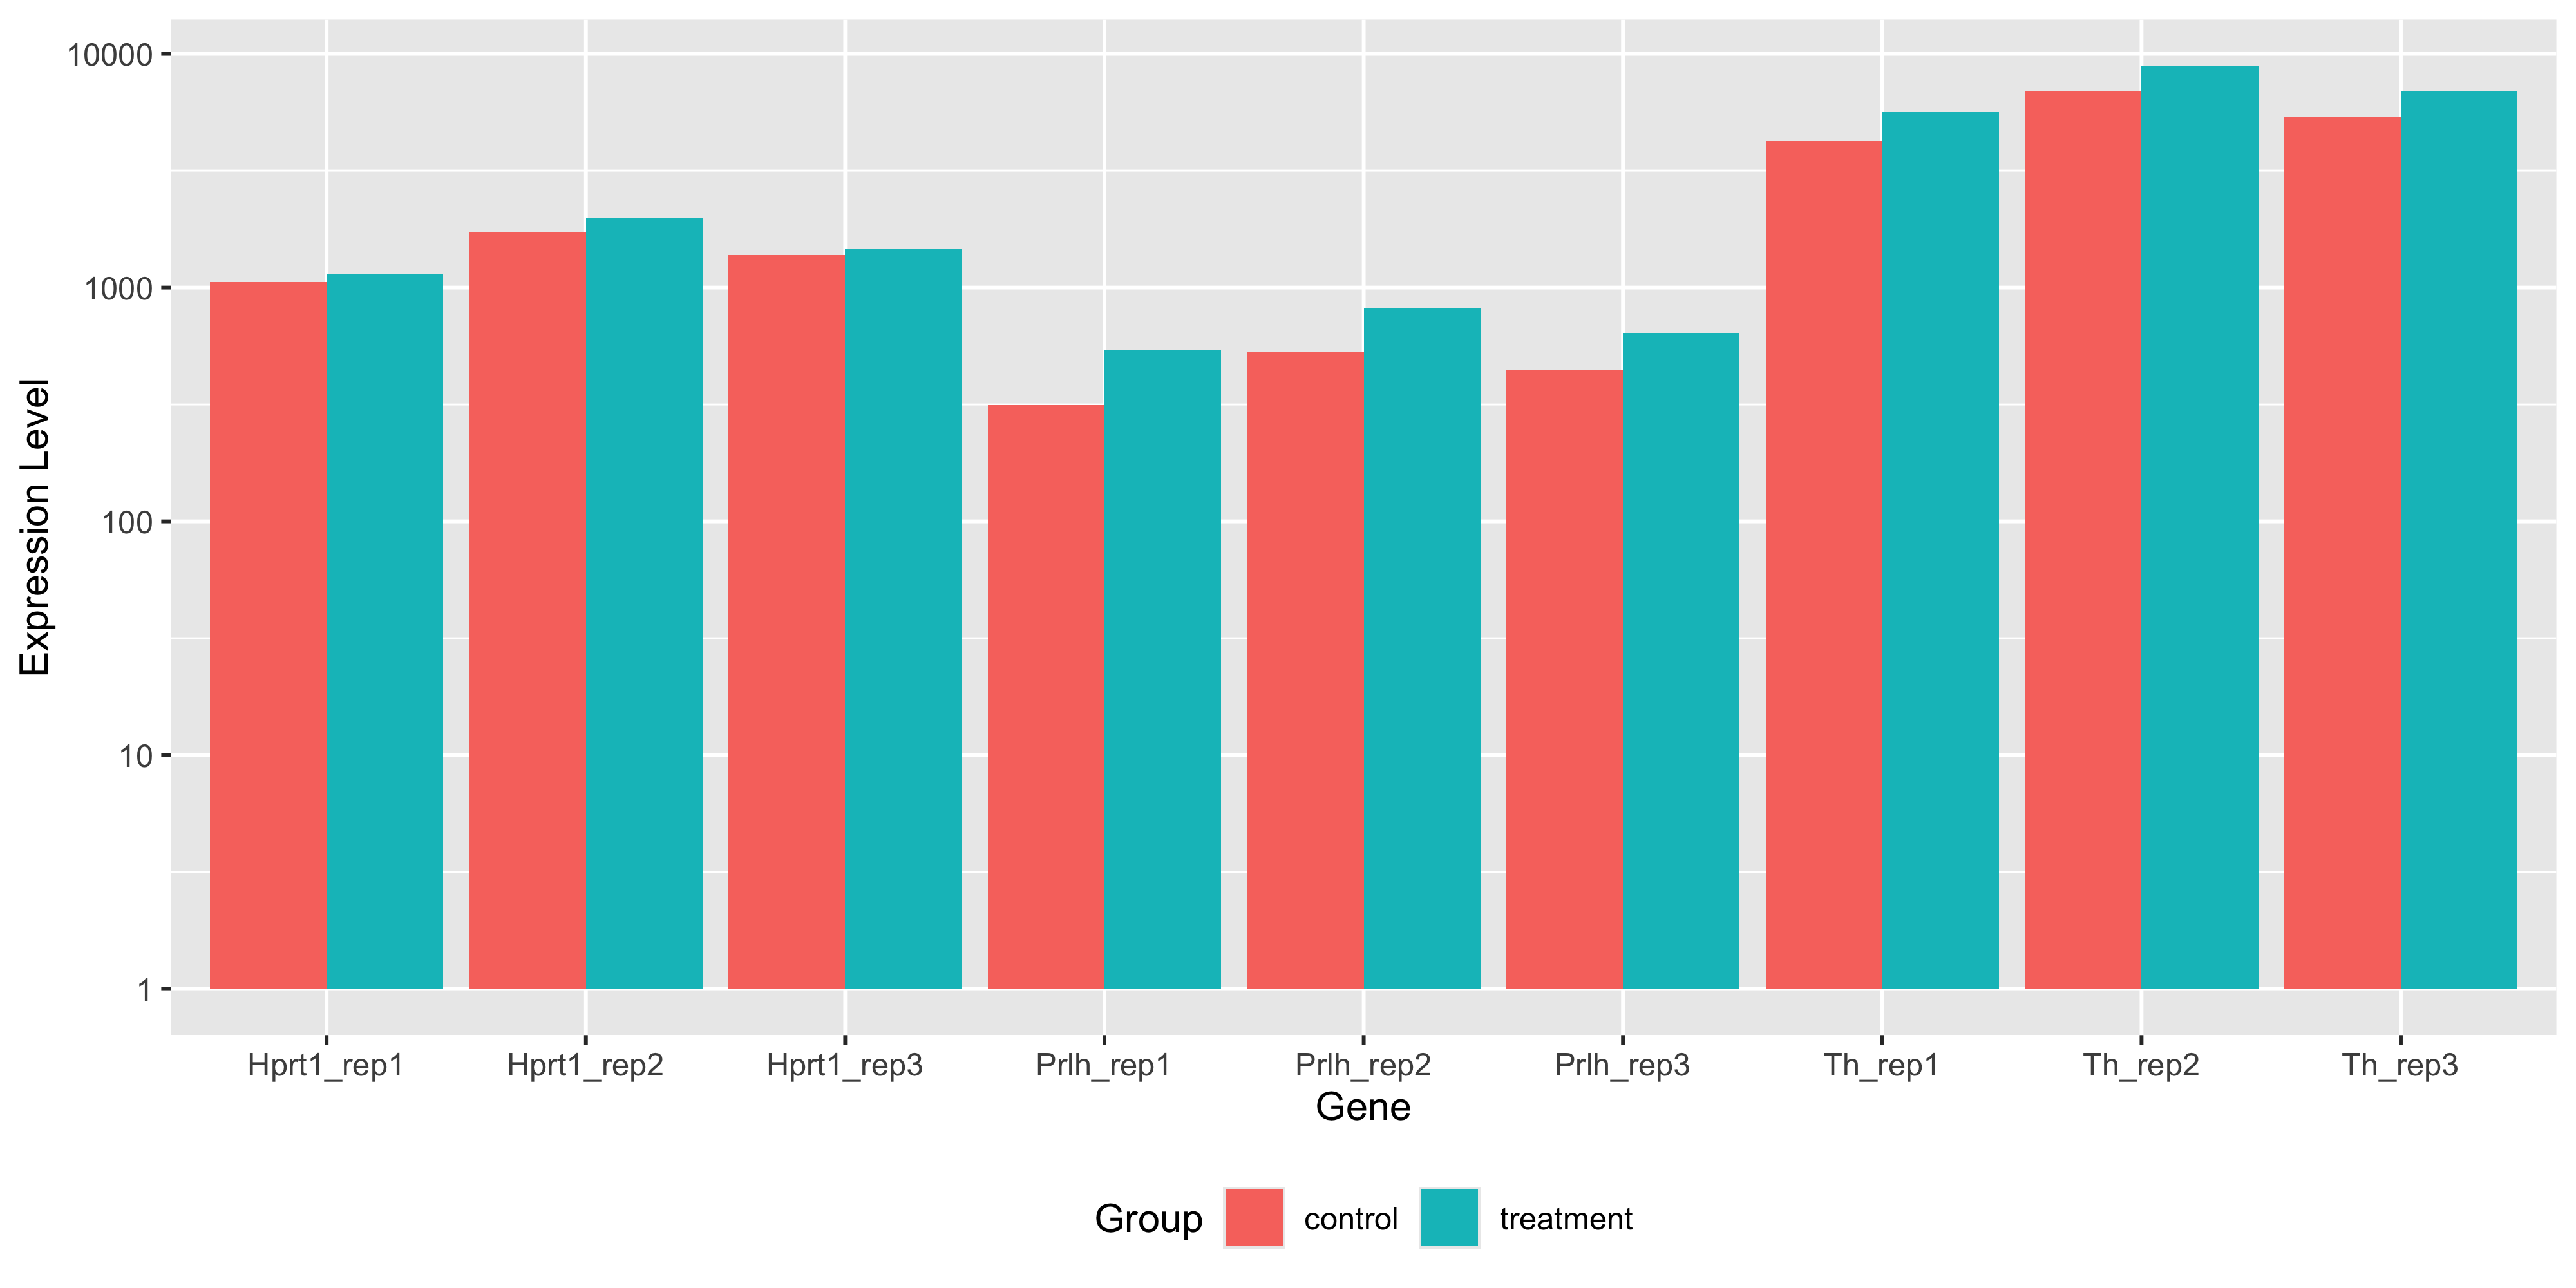 Expression Level
10000
1000
100
10
1
Hprt1_rep1 Hprt1_rep2 Hprt1_rep3 Prlh_rep1 Prlh_rep2 Prlh_rep3 Th_rep1 Th_rep2 Th_rep3
Gene
Group control treatment